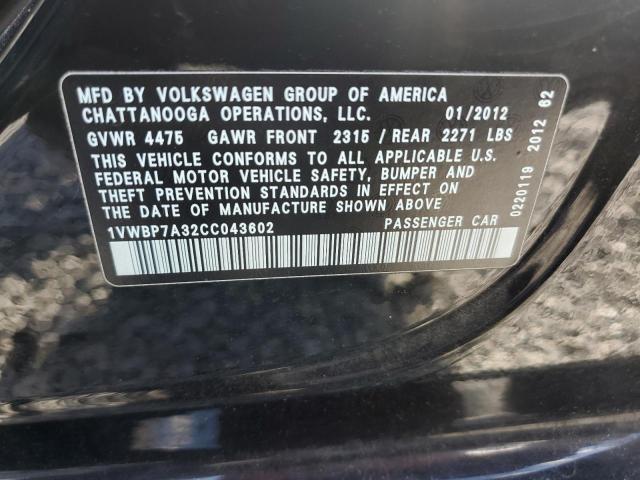 MFD BY VOLKSWAGEN GROUP OF AMERICA
CHATTANOOGA OPERATIONS, LLC. 01/2012
GVWR 4475 GAWR FRONT 2315 / REAR 2271 LBS
THIS VEHICLE CONFORMS TO ALL APPLICABLE U.S.
FEDERAL MOTOR VEHICLE SAFETY, BUMPER AND
THEFT PREVENTION STANDARDS IN EFFECT ON
THE DATE OF MANUFACTURE SHOWN ABOVE
1VWBP7A32CC043602 PASSENGER CAR
0220119 2012 62